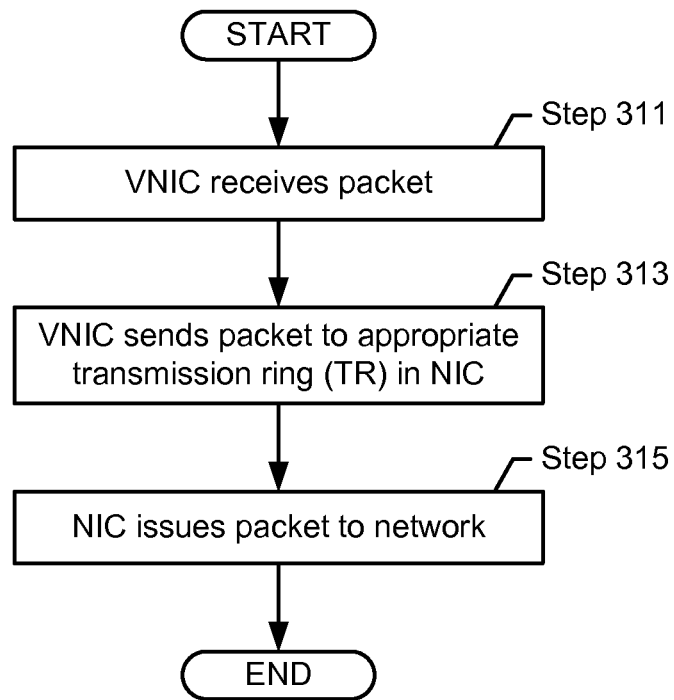 START
Step 311
VNIC receives packet
Step 313
VNIC sends packet to appropriate
transmission ring (TR) in NIC
Step 315
NIC issues packet to network
END